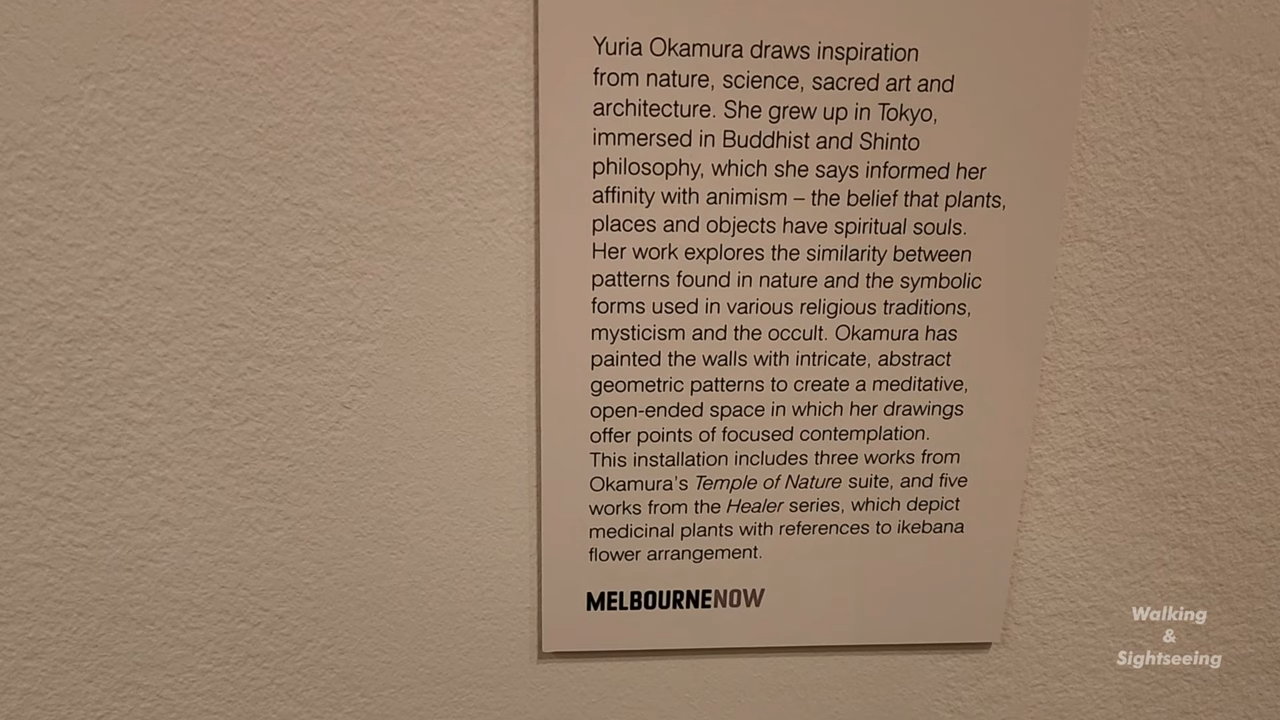 Yuria Okamura draws inspiration
from nature, science, sacred art and
architecture. She grew up in Tokyo,
immersed in Buddhist and Shinto
philosophy, which she says informed her
affinity with animism – the belief that plants,
places and objects have spiritual souls.
Her work explores the similarity between
patterns found in nature and the symbolic
forms used in various religious traditions,
mysticism and the occult. Okamura has
painted the walls with intricate, abstract
geometric patterns to create a meditative,
open-ended space in which her drawings
offer points of focused contemplation.
This installation includes three works from
Okamura's Temple of Nature suite, and five
works from the Healer series, which depict
medicinal plants with references to ikebana
flower arrangement.
MELBOURNENOW
Walking
&
Sightseeing